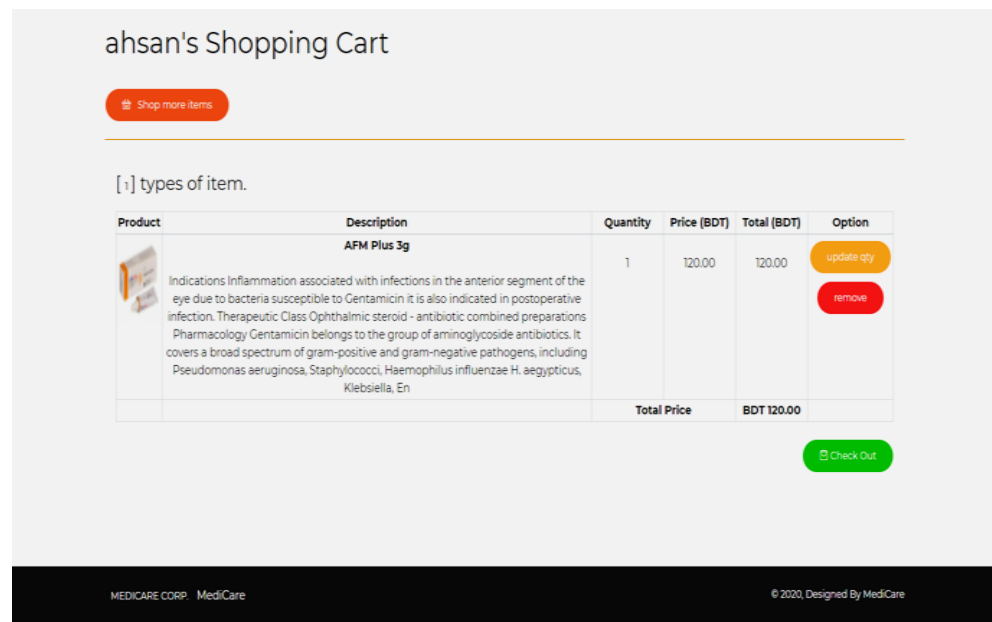 ahsan's Shopping Cart
Shop more items
[1] types of item.
Product Description Quantity Price (BDT) Total (BDT) Option
AFM Plus 3g
1 120.00 120.00 update qty
Indications Inflammation associated with infections in the anterior segment of the
eye due to bacteria susceptible to Gentamicin it is also indicated in postoperative
infection. Therapeutic Class Ophthalmic steroid - antibiotic combined preparations
Pharmacology Gentamicin belongs to the group of aminoglycoside antibiotics. It
covers a broad spectrum of gram-positive and gram-negative pathogens, including
Pseudomonas aeruginosa, Staphylococci, Haemophilus influenzae H. aegypticus,
Klebsiella, En
remove
Total Price BDT 120.00
Check Out
MEDICARE CORP. MediCare
© 2020, Designed By MediCare